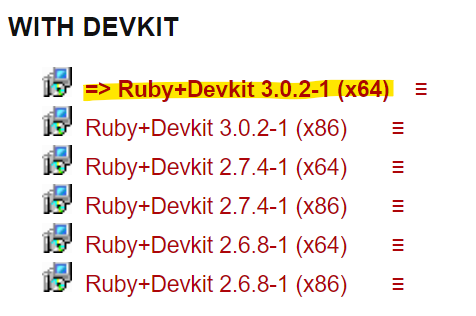 WITH DEVKIT
=> Ruby+Devkit 3.0.2-1 (x64) ≡
Ruby+Devkit 3.0.2-1 (x86) ≡
Ruby+Devkit 2.7.4-1 (x64) ≡
Ruby+Devkit 2.7.4-1 (x86) ≡
Ruby+Devkit 2.6.8-1 (x64) ≡
Ruby+Devkit 2.6.8-1 (x86) ≡